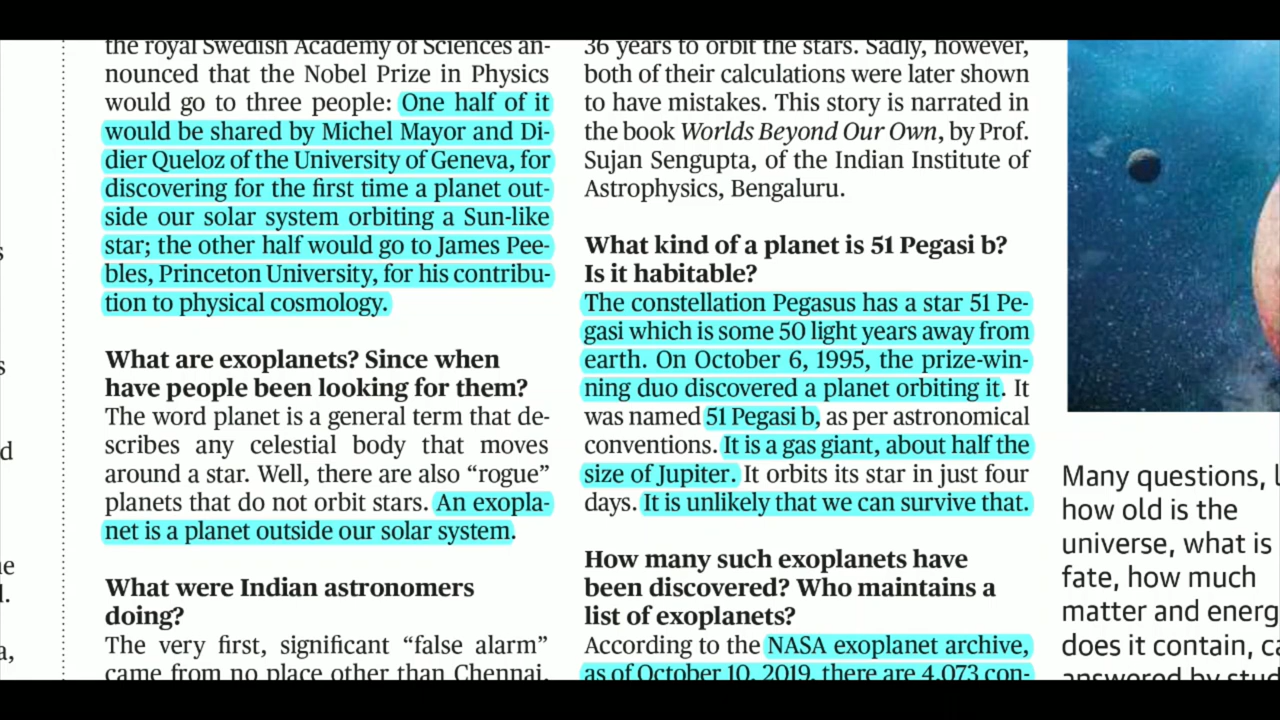 the royal Swedish Academy of Sciences an-
nounced that the Nobel Prize in Physics
would go to three people: One half of it
would be shared by Michel Mayor and Di-
dier Queloz of the University of Geneva, for
discovering for the first time a planet out-
side our solar system orbiting a Sun-like
star; the other half would go to James Pee-
bles, Princeton University, for his contribu-
tion to physical cosmology.
What are exoplanets? Since when
have people been looking for them?
The word planet is a general term that de-
scribes any celestial body that moves
around a star. Well, there are also “rogue”
planets that do not orbit stars. An exopla-
net is a planet outside our solar system.
What were Indian astronomers
doing?
The very first, significant “false alarm”
came from no place other than Chennai,
36 years to orbit the stars. Sadly, however,
both of their calculations were later shown
to have mistakes. This story is narrated in
the book Worlds Beyond Our Own, by Prof.
Sujan Sengupta, of the Indian Institute of
Astrophysics, Bengaluru.
What kind of a planet is 51 Pegasi b?
Is it habitable?
The constellation Pegasus has a star 51 Pe-
gasi which is some 50 light years away from
earth. On October 6, 1995, the prize-win-
ning duo discovered a planet orbiting it. It
was named 51 Pegasi b, as per astronomical
conventions. It is a gas giant, about half the
size of Jupiter. It orbits its star in just four
days. It is unlikely that we can survive that.
How many such exoplanets have
been discovered? Who maintains a
list of exoplanets?
According to the NASA exoplanet archive,
as of October 10, 2019, there are 4,073 con-
Many questions,
how old is the
universe, what is
fate, how much
matter and energ
does it contain, ca
answered by stud